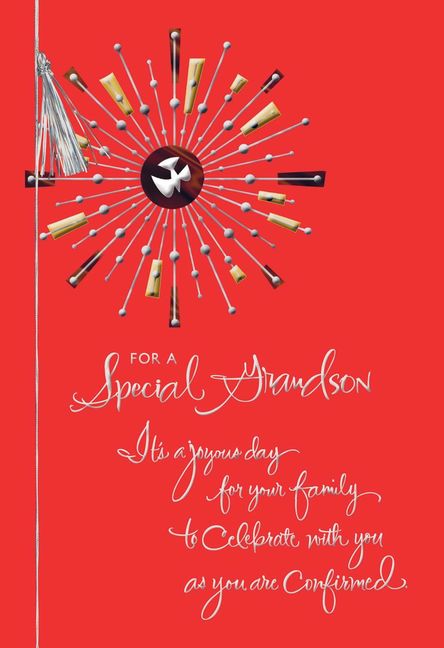 FOR A
Special Grandson
It's a joyous day
for your family
to Celebrate with you
as you are Confirmed.